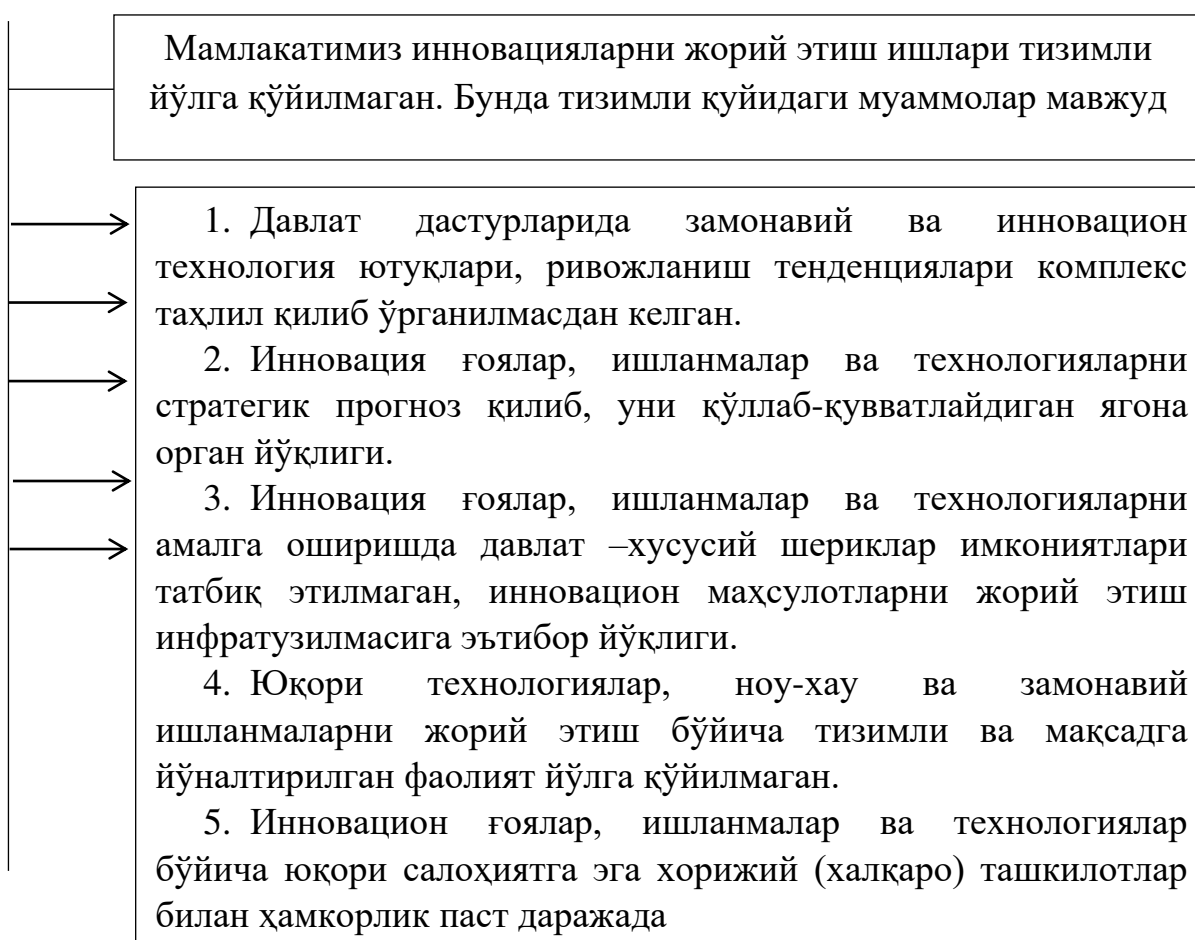 Мамлакатимиз инновацияларни жорий этиш ишлари тизимли
йўлга қўйилмаган. Бунда тизимли қуйидаги муаммолар мавжуд
1. Давлат дастурларида замонавий ва инновацион
технология ютуқлари, ривожланиш тенденциялари комплекс
таҳлил қилиб ўрганилмасдан келган.
2. Инновация ғоялар, ишланмалар ва технологияларни
стратегик прогноз қилиб, уни қўллаб-қувватлайдиган ягона
орган йўқлиги.
3. Инновация ғоялар, ишланмалар ва технологияларни
амалга оширишда давлат –хусусий шериклар имкониятлари
татбиқ этилмаган, инновацион маҳсулотларни жорий этиш
инфратузилмасига эътибор йўқлиги.
4. Юқори технологиялар, ноу-хау ва замонавий
ишланмаларни жорий этиш бўйича тизимли ва мақсадга
йўналтирилган фаолият йўлга қўйилмаган.
5. Инновацион ғоялар, ишланмалар ва технологиялар
бўйича юқори салоҳиятга эга хорижий (халқаро) ташкилотлар
билан ҳамкорлик паст даражада